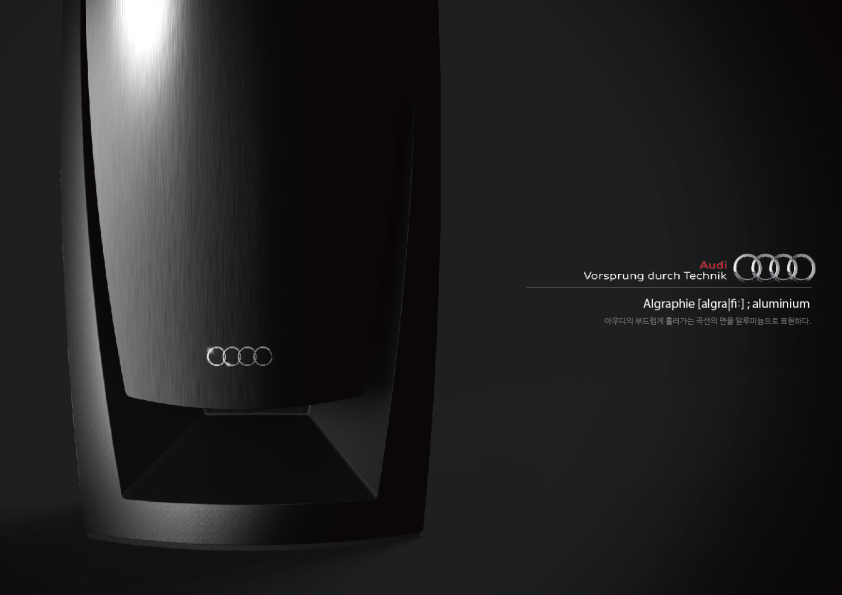 Audi
Vorsprung durch Technik
Algraphie [algra|fi:] ; aluminium
아우디의 부드럽게 흘러가는 곡선의 면을 알루미늄으로 표현하다.